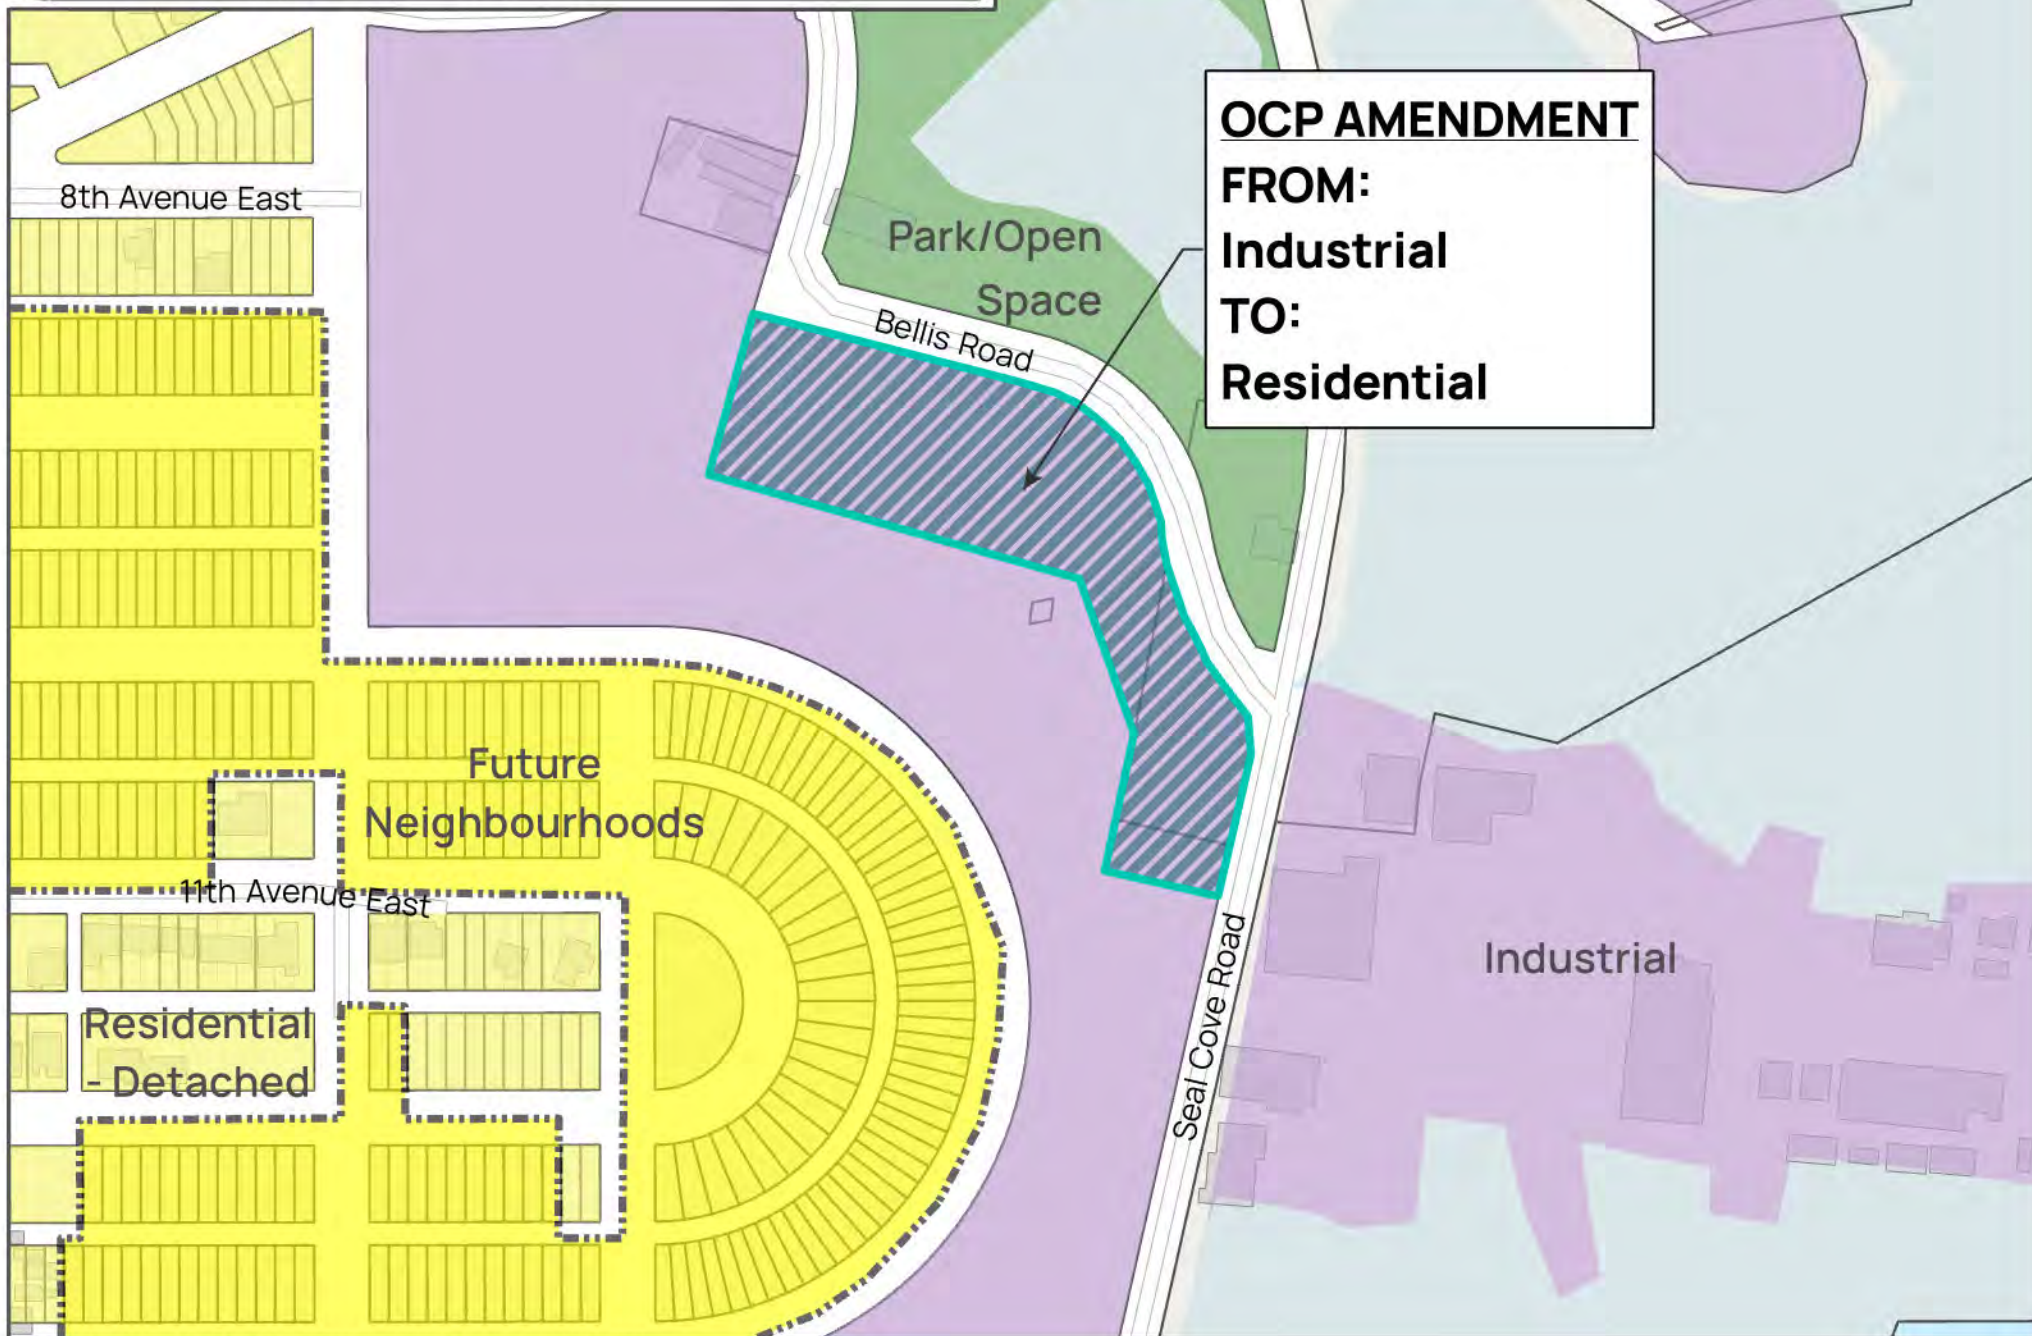 OCP AMENDMENT
FROM:
Industrial
TO:
Residential
8th Avenue East
Park/Open
Space
Bellis Road
Future
Neighbourhoods
11th Avenue East
Residential
- Detached
Industrial
Seal Cove Road